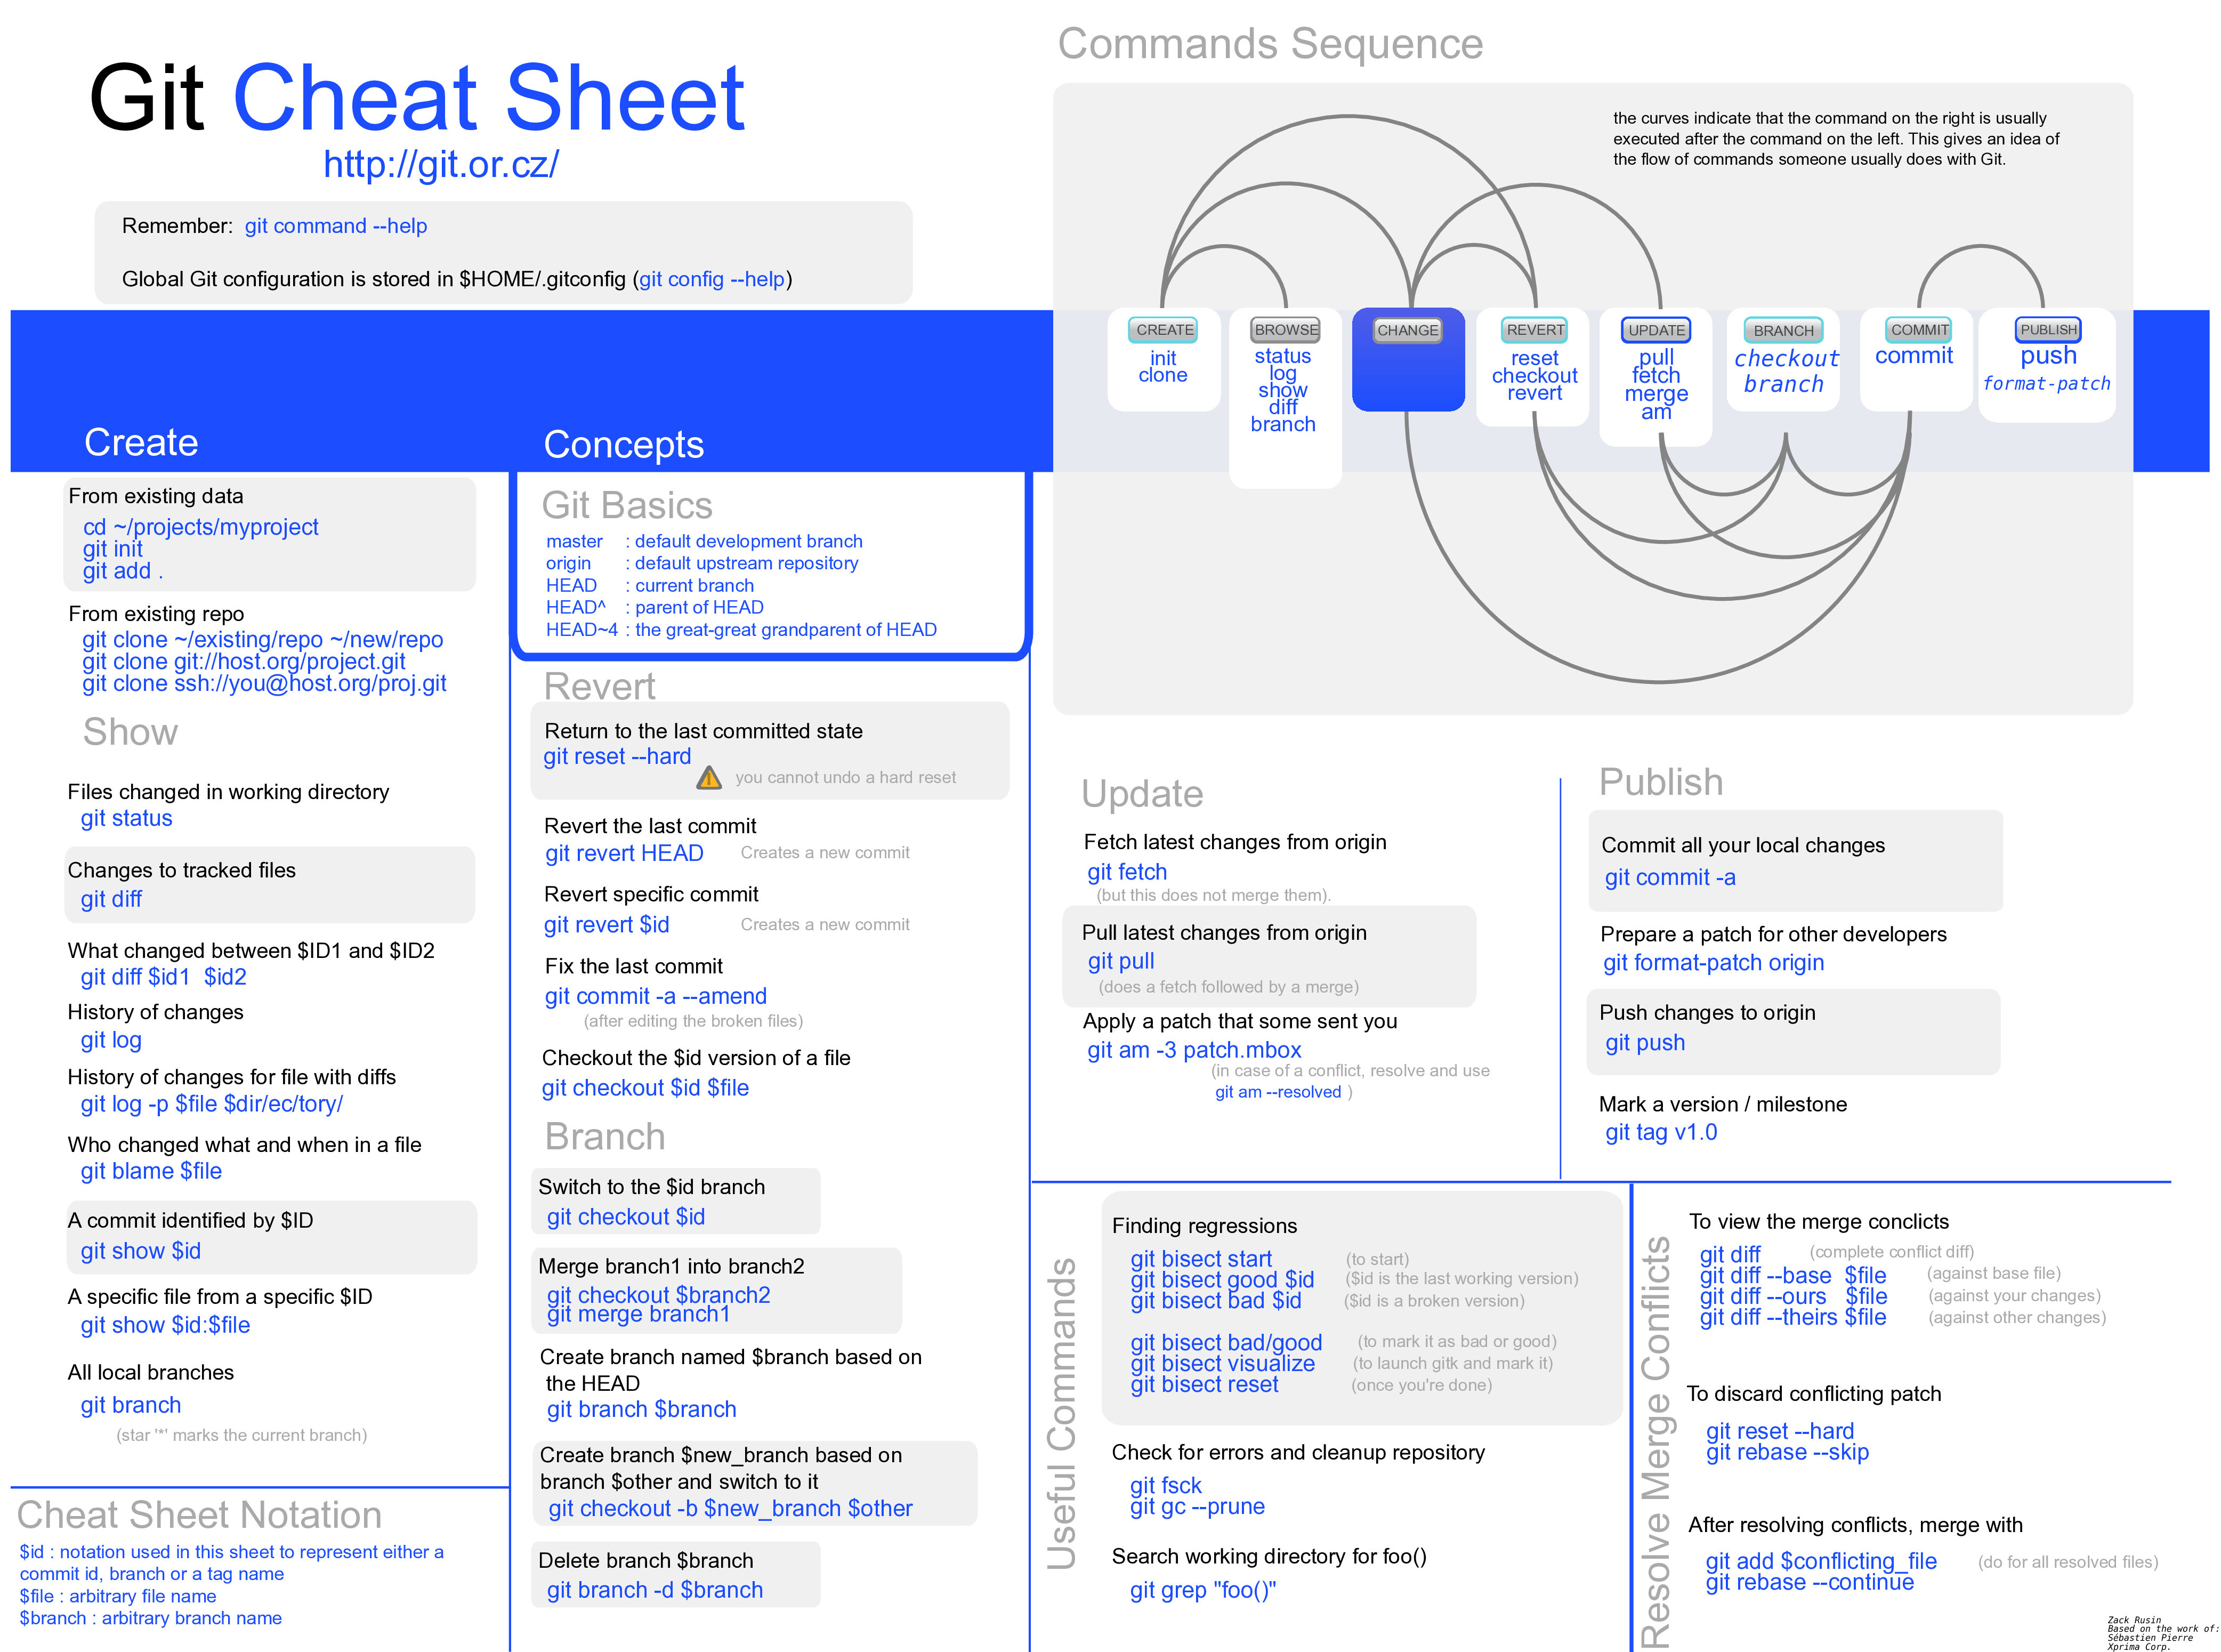 Git Cheat Sheet
http://git.or.cz/
Remember: git command --help
Global Git configuration is stored in $HOME/.gitconfig (git config --help)
Commands Sequence
the curves indicate that the command on the right is usually
executed after the command on the left. This gives an idea of
the flow of commands someone usually does with Git.
CREATE
init
clone
BROWSE
status
log
show
diff
branch
CHANGE
REVERT
reset
checkout
revert
UPDATE
pull
fetch
merge
am
BRANCH
checkout
branch
COMMIT
commit
PUBLISH
push
format-patch
Create
From existing data
cd ~/projects/myproject
git init
git add .
From existing repo
git clone ~/existing/repo ~/new/repo
git clone git://host.org/project.git
git clone ssh://you@host.org/proj.git
Show
Files changed in working directory
git status
Changes to tracked files
git diff
What changed between $ID1 and $ID2
git diff $id1 $id2
History of changes
git log
History of changes for file with diffs
git log -p $file $dir/ec/tory/
Who changed what and when in a file
git blame $file
A commit identified by $ID
git show $id
A specific file from a specific $ID
git show $id:$file
All local branches
git branch
(star '*' marks the current branch)
Cheat Sheet Notation
$id : notation used in this sheet to represent either a
commit id, branch or a tag name
$file : arbitrary file name
$branch : arbitrary branch name
Concepts
Git Basics
master : default development branch
origin : default upstream repository
HEAD : current branch
HEAD^ : parent of HEAD
HEAD~4 : the great-great grandparent of HEAD
Revert
Return to the last committed state
git reset --hard
you cannot undo a hard reset
Revert the last commit
git revert HEAD Creates a new commit
Revert specific commit
git revert $id Creates a new commit
Fix the last commit
git commit -a --amend
(after editing the broken files)
Checkout the $id version of a file
git checkout $id $file
Branch
Switch to the $id branch
git checkout $id
Merge branch1 into branch2
git checkout $branch2
git merge branch1
Create branch named $branch based on
the HEAD
git branch $branch
Create branch $new_branch based on
branch $other and switch to it
git checkout -b $new_branch $other
Delete branch $branch
git branch -d $branch
Update
Fetch latest changes from origin
git fetch
(but this does not merge them).
Pull latest changes from origin
git pull
(does a fetch followed by a merge)
Apply a patch that some sent you
git am -3 patch.mbox
(in case of a conflict, resolve and use
git am --resolved )
Publish
Commit all your local changes
git commit -a
Prepare a patch for other developers
git format-patch origin
Push changes to origin
git push
Mark a version / milestone
git tag v1.0
Useful Commands
Finding regressions
git bisect start (to start)
git bisect good $id ($id is the last working version)
git bisect bad $id ($id is a broken version)
git bisect bad/good (to mark it as bad or good)
git bisect visualize (to launch gitk and mark it)
git bisect reset (once you're done)
Check for errors and cleanup repository
git fsck
git gc --prune
Search working directory for foo()
git grep "foo()"
Resolve Merge Conflicts
To view the merge conclicts
git diff (complete conflict diff)
git diff --base $file (against base file)
git diff --ours $file (against your changes)
git diff --theirs $file (against other changes)
To discard conflicting patch
git reset --hard
git rebase --skip
After resolving conflicts, merge with
git add $conflicting_file (do for all resolved files)
git rebase --continue
Zack Rusin
Based on the work of:
Sébastien Pierre
Xprima Corp.